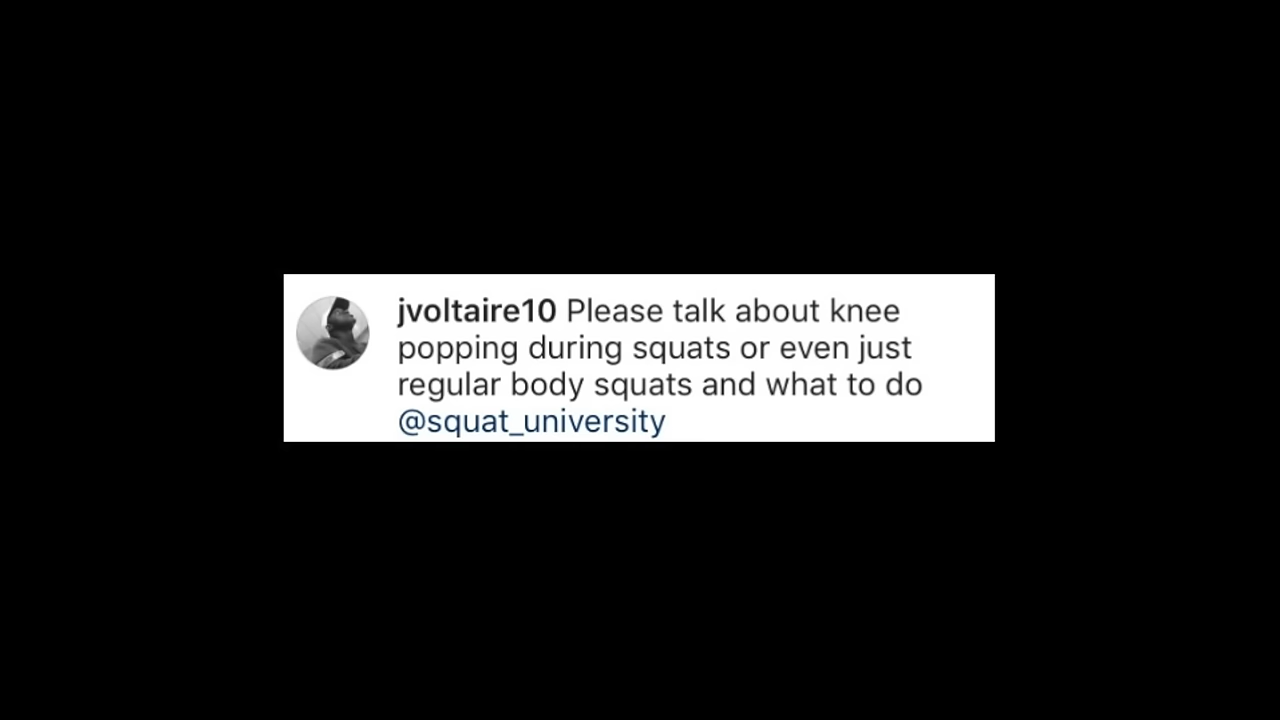 jvoltaire10 Please talk about knee
popping during squats or even just
regular body squats and what to do
@squat_university